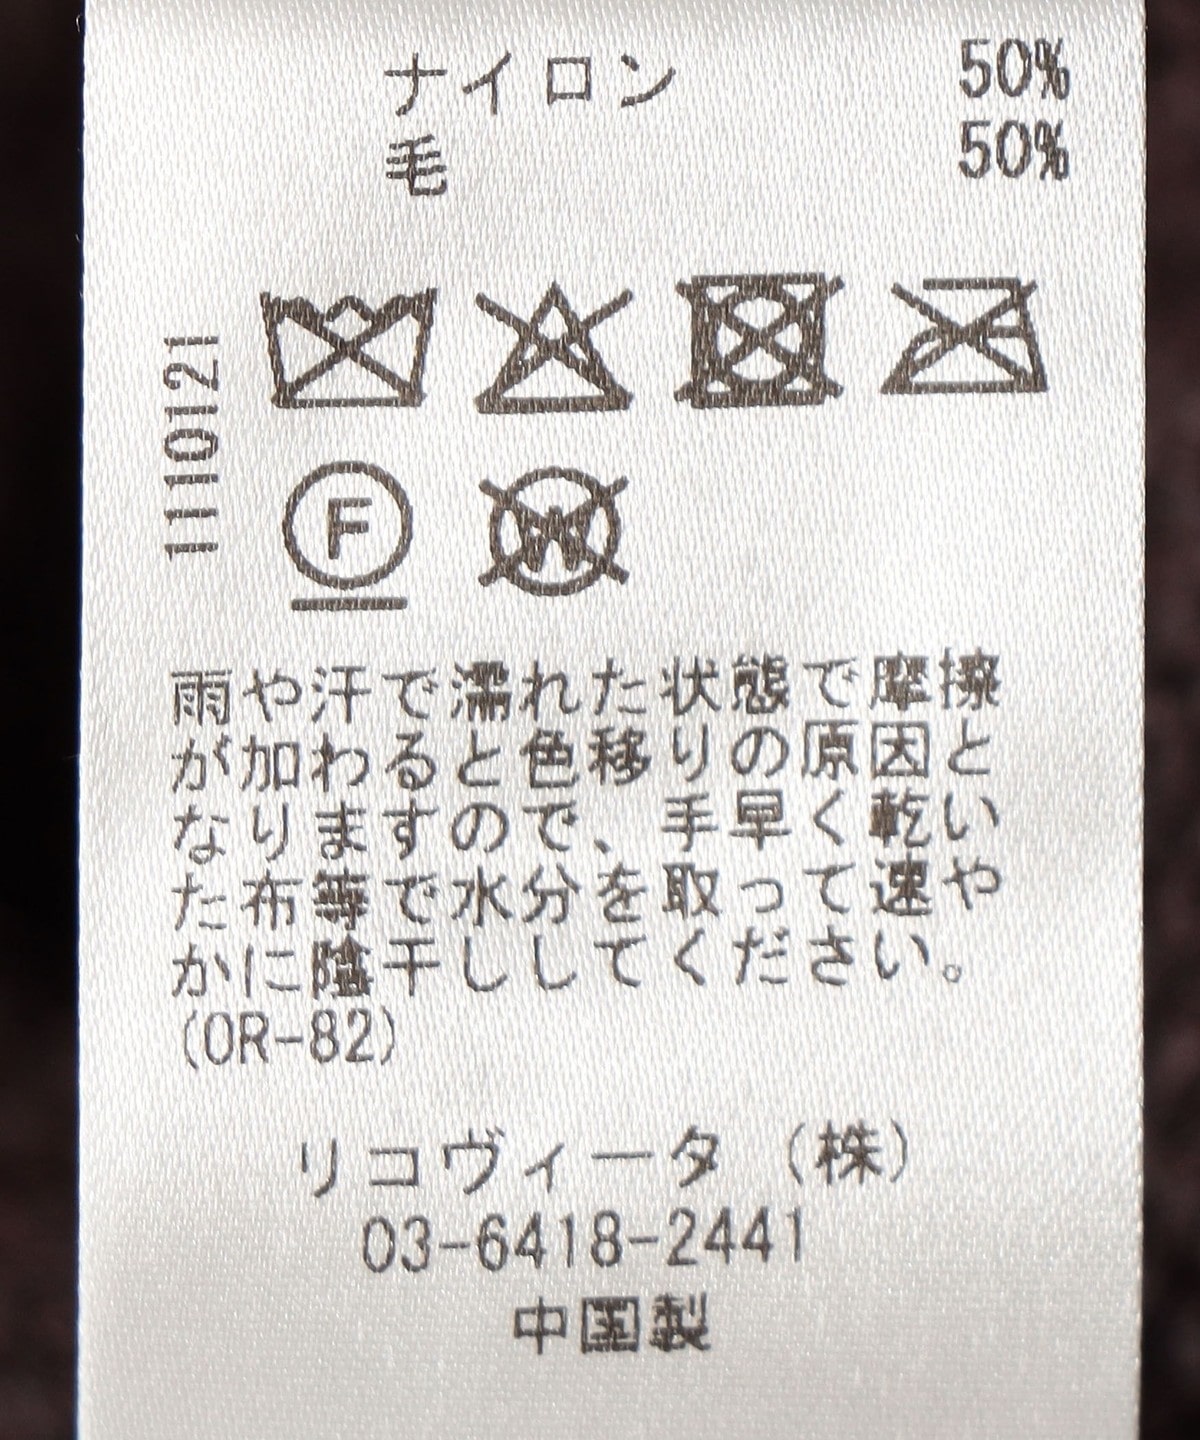 ナイロン 50%
毛 50%
1110121
F
W
雨や汗で濡れた状態で摩擦
が加わると色移りの原因と
なりますので、手早く乾い
た布等で水分を取って速や
かに陰干ししてください。
(OR-82)
リコヴィータ（株）
03-6418-2441
中国製